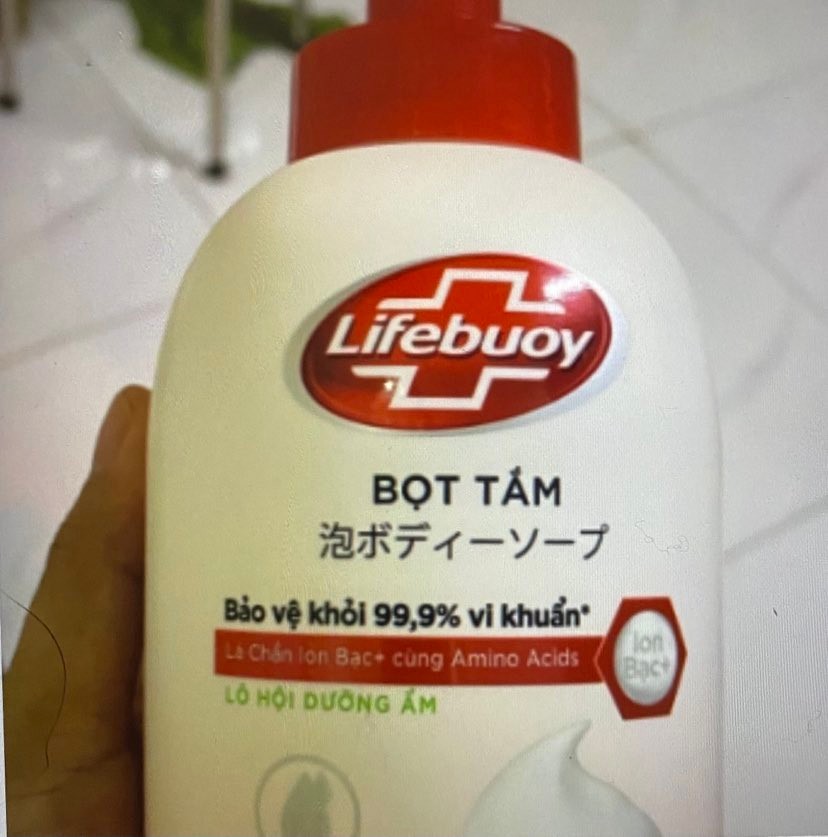 Lifebuoy
BỌT TẮM
泡ボディーソープ
Bảo vệ khỏi 99,9% vi khuẩn*
Lá Chắn Ion Bạc+ cùng Amino Acids
Ion
Bạc+
LÔ HỘI DƯỠNG ẨM